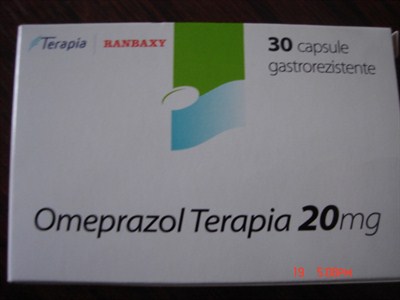 Terapia RANBAXY
30 capsule
gastrorezistente
Omeprazol Terapia 20mg